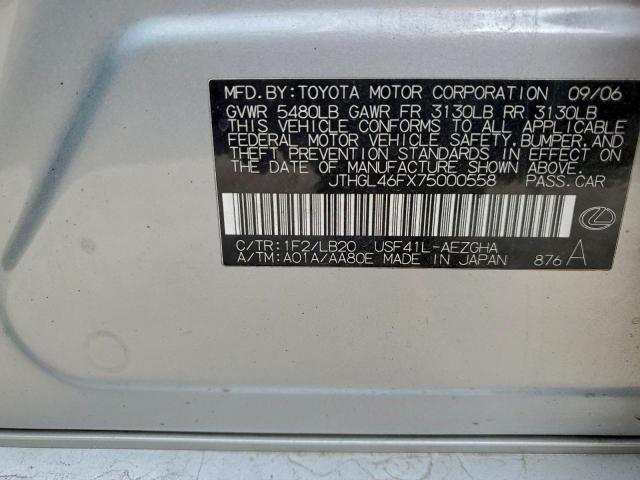 MFD.BY:TOYOTA MOTOR CORPORATION 09/06
GVWR 5480LB GAWR FR 3130LB RR 3130LB
THIS VEHICLE CONFORMS TO ALL APPLICABLE
FEDERAL MOTOR VEHICLE SAFETY,BUMPER,AND
THEFT PREVENTION STANDARDS IN EFFECT ON
THE DATE OF MANUFACTURE SHOWN ABOVE.
JTHGL46FX75000558 PASS.CAR
C/TR:1F2/LB20 USF41L-AEZGHA
A/TM:A01A/AA80E MADE IN JAPAN 876A